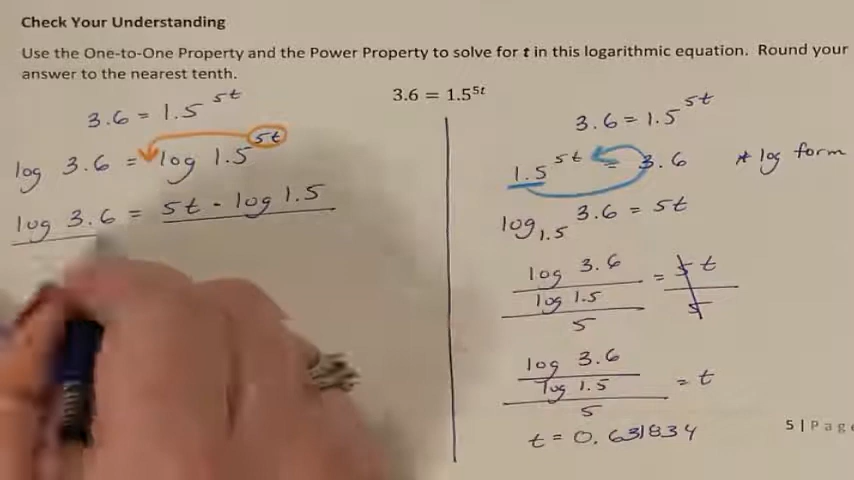 Check Your Understanding
Use the One-to-One Property and the Power Property to solve for t in this logarithmic equation. Round your
answer to the nearest tenth.
3.6 = 1.5^5t
3.6 = 1.5^5t
log 3.6 = log 1.5^5t
log 3.6 = 5t · log 1.5
3.6 = 1.5^5t
1.5^5t = 3.6 * log form
log_1.5 3.6 = 5t
log 3.6
log 1.5
5
= 5t
5
log 3.6
log 1.5
5
= t
t = 0.631834
5 | Page